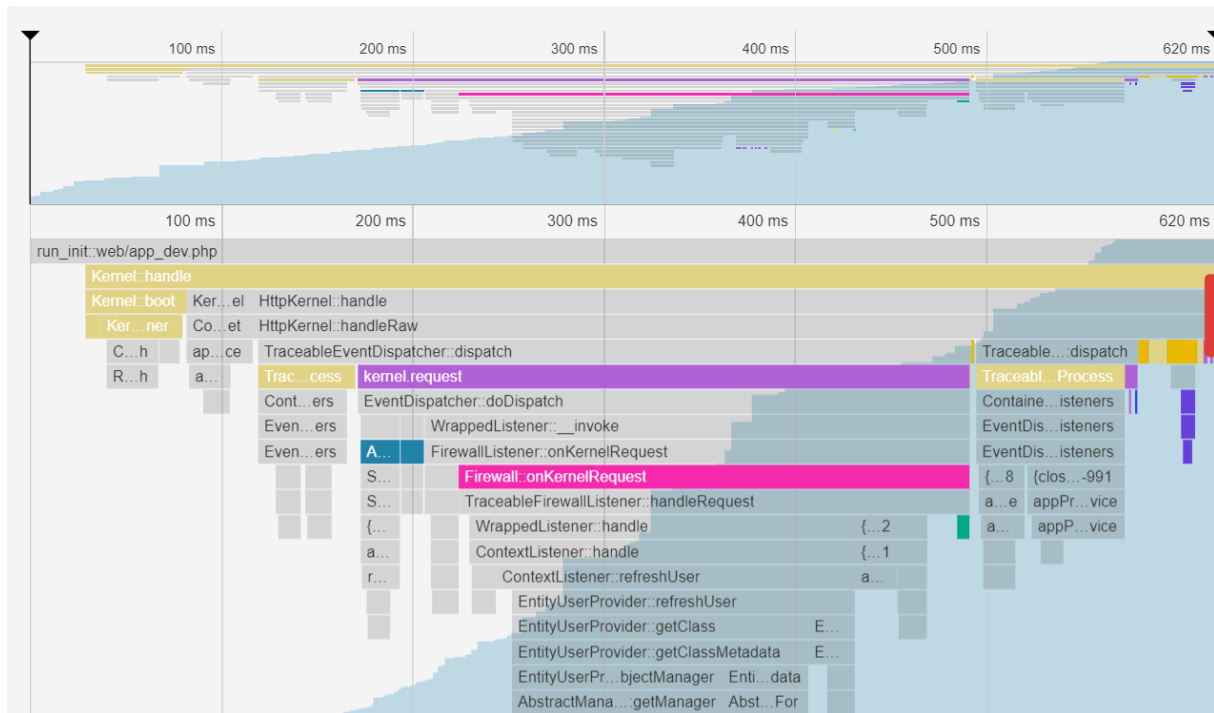 100 ms 200 ms 300 ms 400 ms 500 ms 620 ms
100 ms 200 ms 300 ms 400 ms 500 ms 620 ms
run_init::web/app_dev.php
Kernel::handle
Kernel::boot Ker…el HttpKernel::handle
Ker…ner Co…et HttpKernel::handleRaw
C…h ap…ce TraceableEventDispatcher::dispatch Traceable…:dispatch
R…h a… Trac…cess kernel.request Traceabl…Process
Cont…ers EventDispatcher::doDispatch Containe…isteners
Even…ers WrappedListener::__invoke EventDis…isteners
Even…ers A… FirewallListener::onKernelRequest EventDis…isteners
S… Firewall::onKernelRequest {…8 {clos…-991
S… TraceableFirewallListener::handleRequest a…e appPr…vice
{… WrappedListener::handle {…2 a… appP…vice
a… ContextListener::handle {…1
r… ContextListener::refreshUser a…
EntityUserProvider::refreshUser
EntityUserProvider::getClass E…
EntityUserProvider::getClassMetadata E…
EntityUserPr…bjectManager Enti…data
AbstractMana…:getManager Abst…For